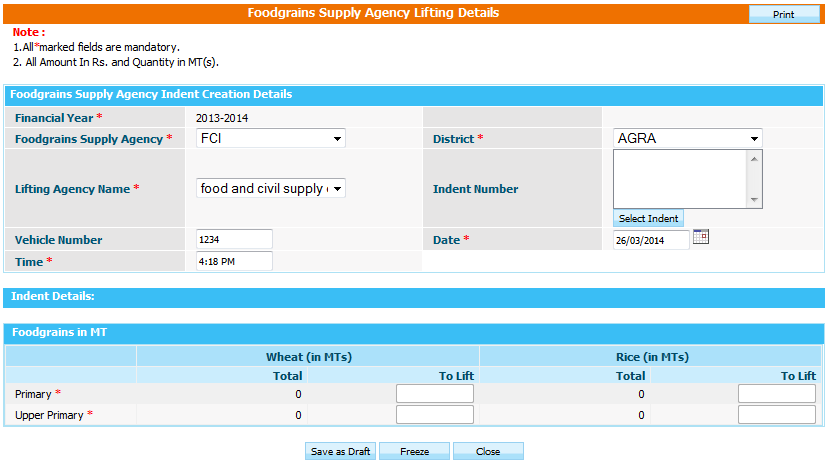 Foodgrains Supply Agency Lifting Details
Print
Note :
1.All*marked fields are mandatory.
2. All Amount In Rs. and Quantity in MT(s).
Foodgrains Supply Agency Indent Creation Details
Financial Year * 2013-2014
Foodgrains Supply Agency * FCI District * AGRA
Lifting Agency Name * food and civil supply Indent Number
Select Indent
Vehicle Number 1234 Date * 26/03/2014
Time * 4:18 PM
Indent Details:
Foodgrains in MT
Wheat (in MTs) Rice (in MTs)
Total To Lift Total To Lift
Primary * 0 0
Upper Primary * 0 0
Save as Draft Freeze Close